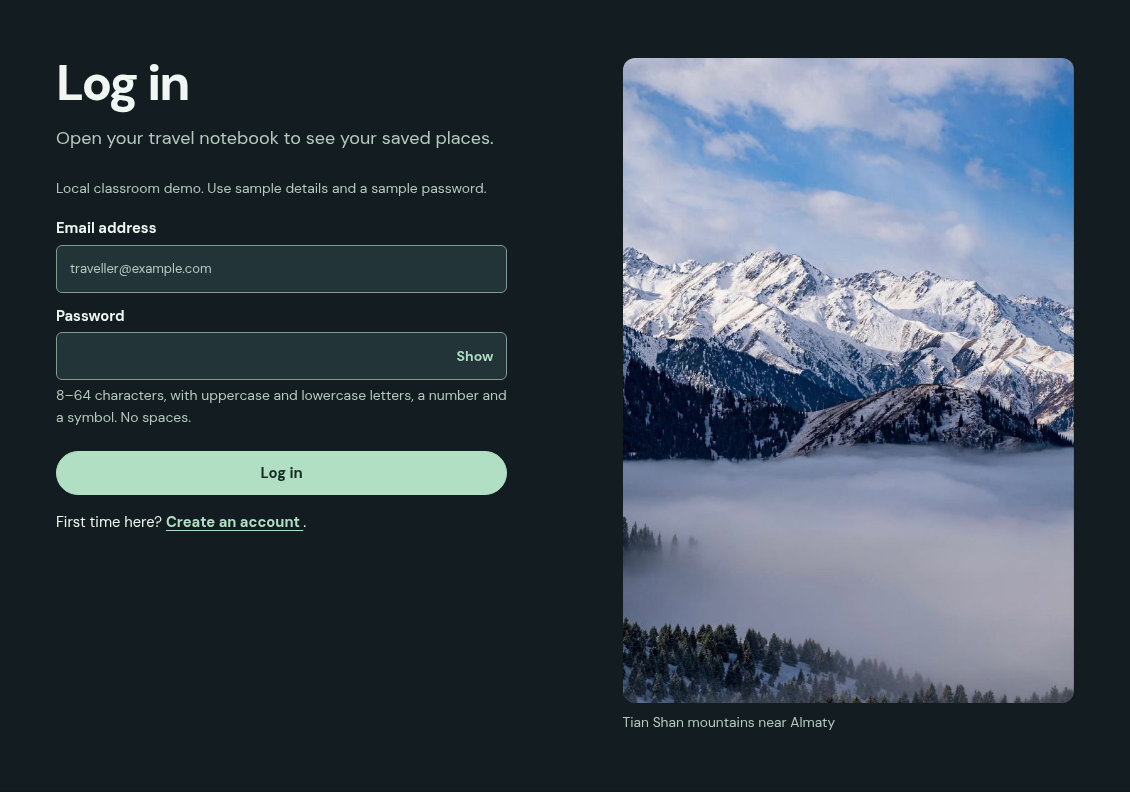 Log in
Open your travel notebook to see your saved places.
Local classroom demo. Use sample details and a sample password.
Email address
traveller@example.com
Password
Show
8–64 characters, with uppercase and lowercase letters, a number and
a symbol. No spaces.
Log in
First time here? Create an account .
Tian Shan mountains near Almaty